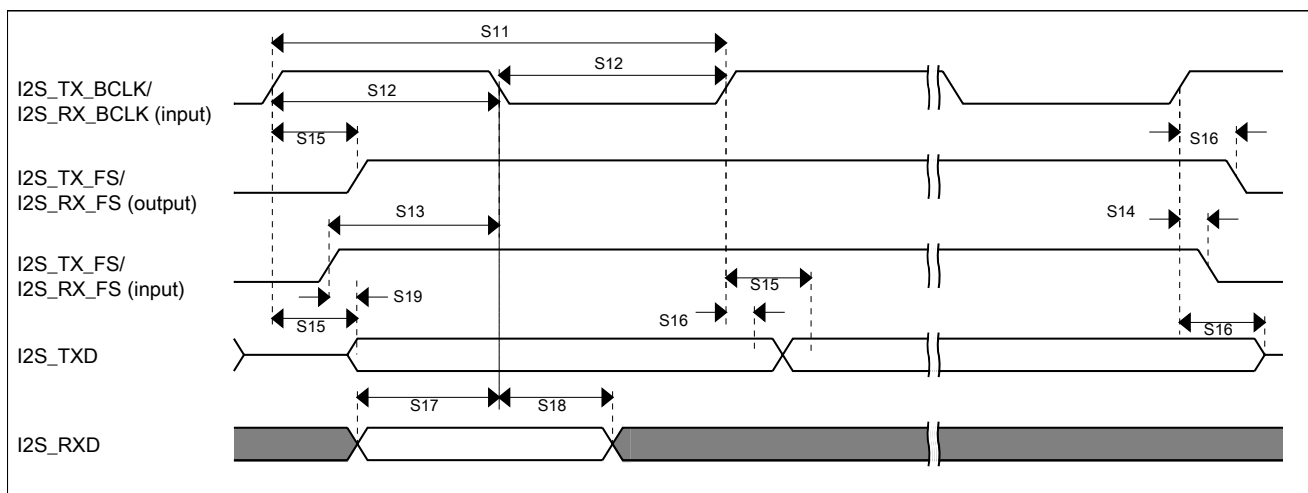 S11
S12
I2S_TX_BCLK/
I2S_RX_BCLK (input)
S12
S15
S16
I2S_TX_FS/
I2S_RX_FS (output)
S13
S14
I2S_TX_FS/
I2S_RX_FS (input)
S15
S19
S16
S15
S16
I2S_TXD
S17
S18
I2S_RXD